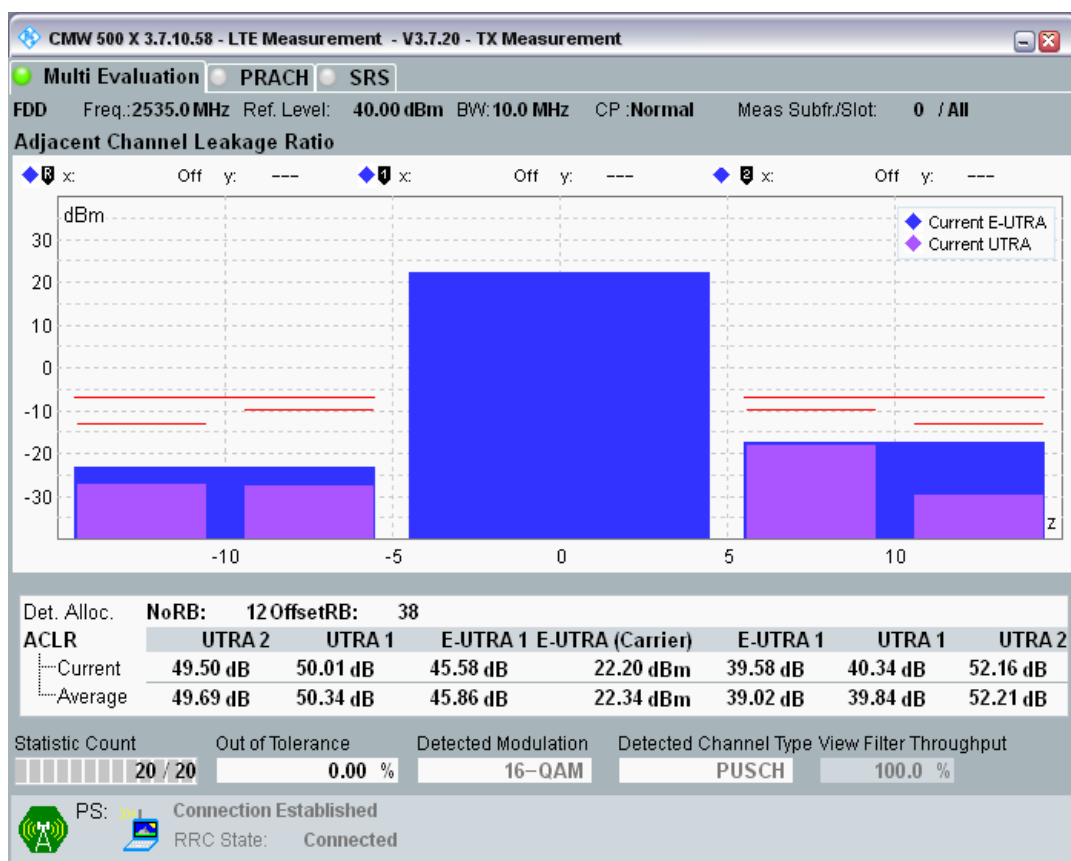 CMW 500 X 3.7.10.58 - LTE Measurement - V3.7.20 - TX Measurement
Multi Evaluation PRACH SRS
FDD Freq.:2535.0 MHz Ref. Level: 40.00 dBm BW:10.0 MHz CP :Normal Meas Subfr./Slot: 0 / All
Adjacent Channel Leakage Ratio
R x: Off y: --- 1 x: Off y: --- 2 x: Off y: ---
dBm
Current E-UTRA
Current UTRA
30
20
10
0
-10
-20
-30
z
-10 -5 0 5 10
Det. Alloc. NoRB: 12 OffsetRB: 38
ACLR UTRA 2 UTRA 1 E-UTRA 1 E-UTRA (Carrier) E-UTRA 1 UTRA 1 UTRA 2
Current 49.50 dB 50.01 dB 45.58 dB 22.20 dBm 39.58 dB 40.34 dB 52.16 dB
Average 49.69 dB 50.34 dB 45.86 dB 22.34 dBm 39.02 dB 39.84 dB 52.21 dB
Statistic Count Out of Tolerance Detected Modulation Detected Channel Type View Filter Throughput
20 / 20 0.00 % 16-QAM PUSCH 100.0 %
PS: Connection Established
RRC State: Connected